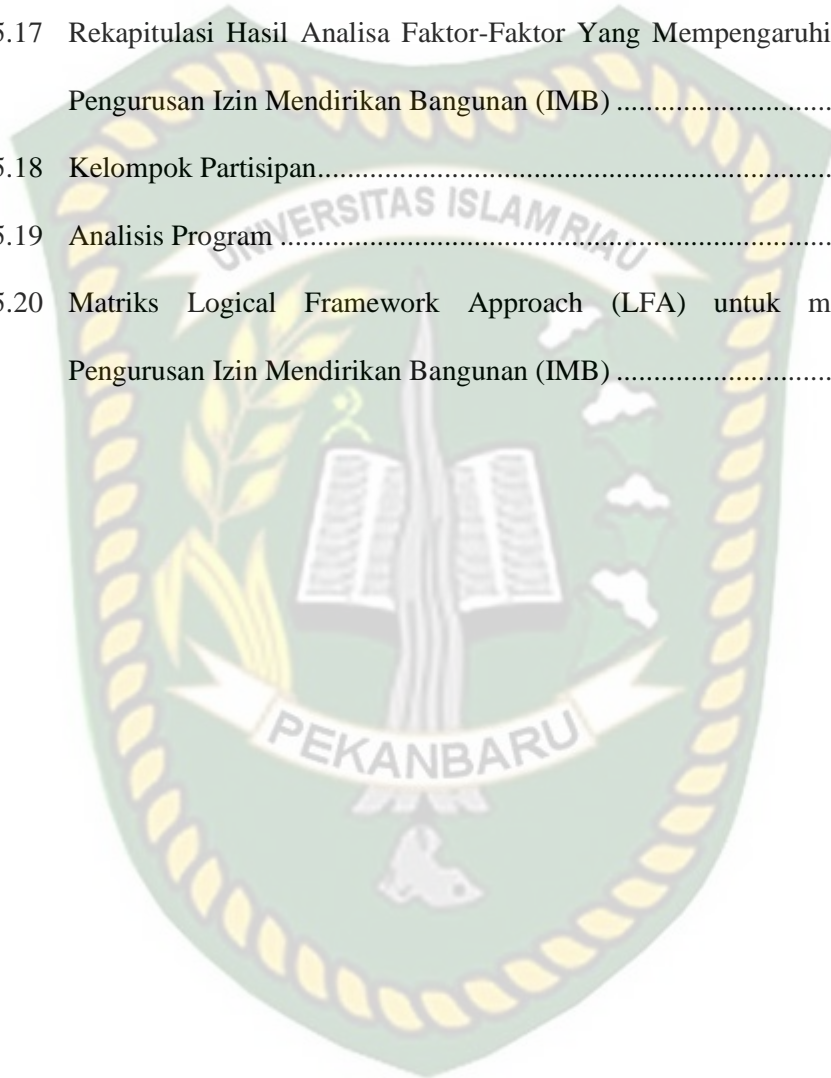 5.17 Rekapitulasi Hasil Analisa Faktor-Faktor Yang Mempengaruhi
Pengurusan Izin Mendirikan Bangunan (IMB) ............................
5.18 Kelompok Partisipan....................................................................
UNIVERSITAS ISLAM RIAU
5.19 Analisis Program .........................................................................
5.20 Matriks Logical Framework Approach (LFA) untuk
Pengurusan Izin Mendirikan Bangunan (IMB) ............................
PEKANBARU